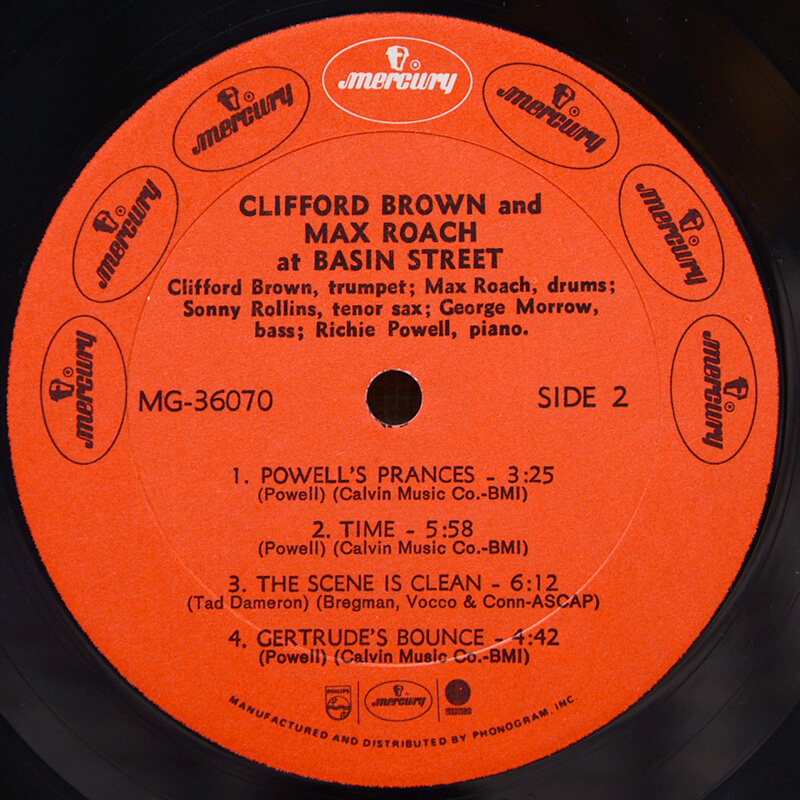 mercury
mercury
mercury
mercury
mercury
mercury
mercury
CLIFFORD BROWN and
MAX ROACH
at BASIN STREET
Clifford Brown, trumpet; Max Roach, drums;
Sonny Rollins, tenor sax; George Morrow,
bass; Richie Powell, piano.
MG-36070
SIDE 2
1. POWELL'S PRANCES - 3:25
(Powell) (Calvin Music Co.-BMI)
2. TIME - 5:58
(Powell) (Calvin Music Co.-BMI)
3. THE SCENE IS CLEAN - 6:12
(Tad Dameron) (Bregman, Vocco & Conn-ASCAP)
4. GERTRUDE'S BOUNCE - 4:42
(Powell) (Calvin Music Co.-BMI)
PHILIPS
mercury
VERTIGO
MANUFACTURED AND DISTRIBUTED BY PHONOGRAM, INC.